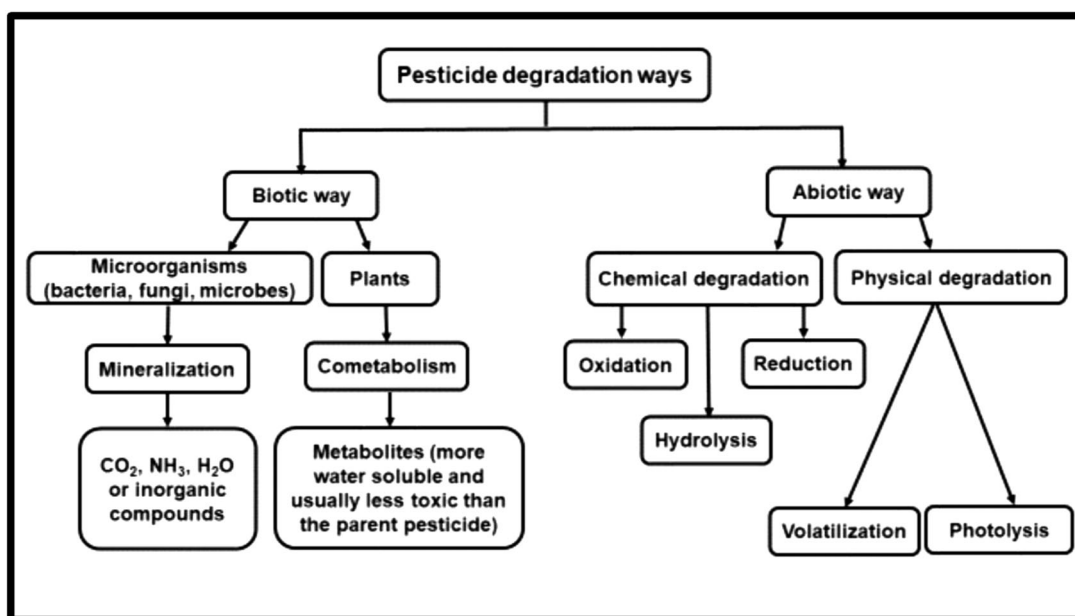 Pesticide degradation ways
Biotic way
Abiotic way
Microorganisms
(bacteria, fungi, microbes)
Plants
Chemical degradation
Physical degradation
Mineralization
Cometabolism
Oxidation
Reduction
Hydrolysis
CO₂, NH₃, H₂O
or inorganic
compounds
Metabolites (more
water soluble and
usually less toxic than
the parent pesticide)
Volatilization
Photolysis